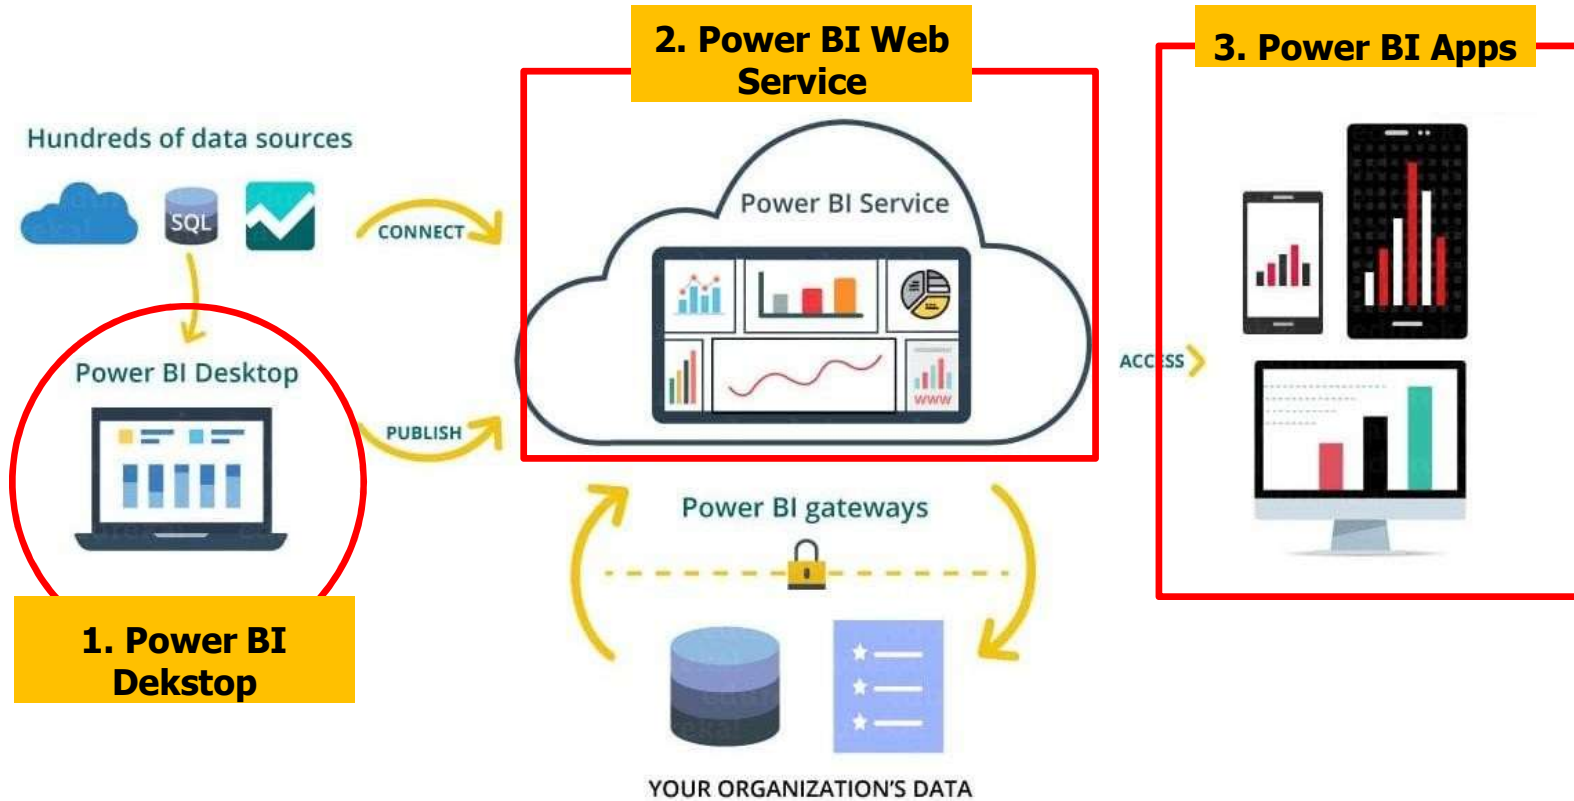 2. Power BI Web
Service
3. Power BI Apps
Hundreds of data sources
SQL
CONNECT
Power BI Service
www
ACCESS
Power BI Desktop
PUBLISH
Power BI gateways
1. Power BI
Dekstop
YOUR ORGANIZATION'S DATA